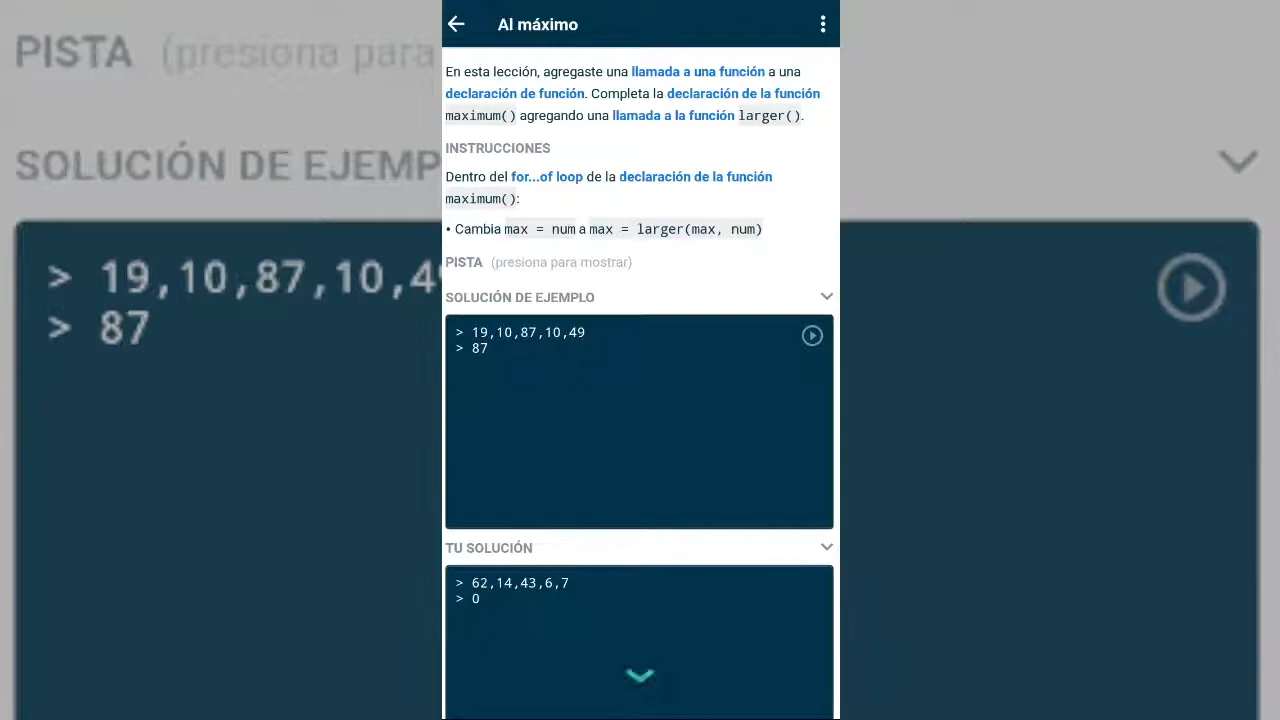 Al máximo
En esta lección, agregaste una llamada a una función a una
declaración de función. Completa la declaración de la función
maximum() agregando una llamada a la función larger().
INSTRUCCIONES
Dentro del for...of loop de la declaración de la función
maximum():
• Cambia max = num a max = larger(max, num)
PISTA (presiona para mostrar)
SOLUCIÓN DE EJEMPLO
> 19,10,87,10,49
> 87
TU SOLUCIÓN
> 62,14,43,6,7
> 0
PISTA (presiona para
SOLUCIÓN DE EJEMP
> 19,10,87,10,4
> 87